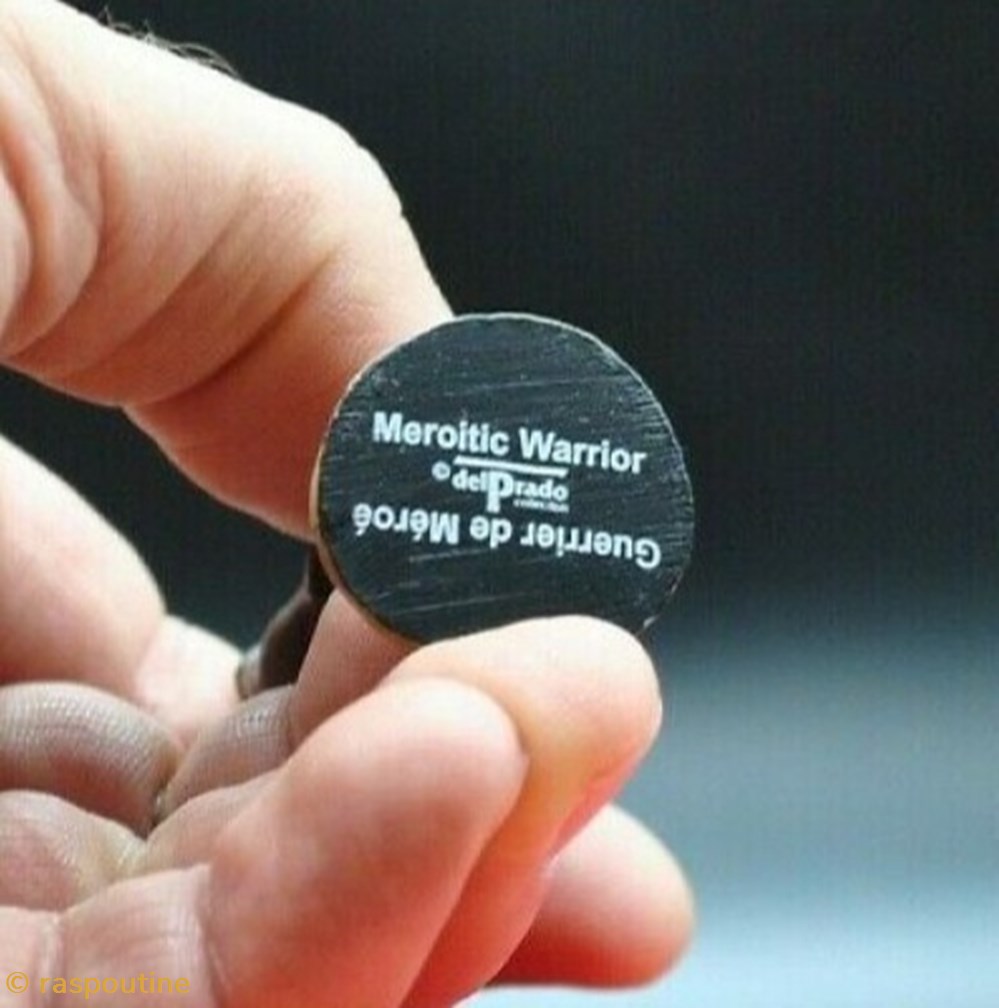 Meroitic Warrior
© delPrado
collection
Guerrier de Méroé
© raspoutine